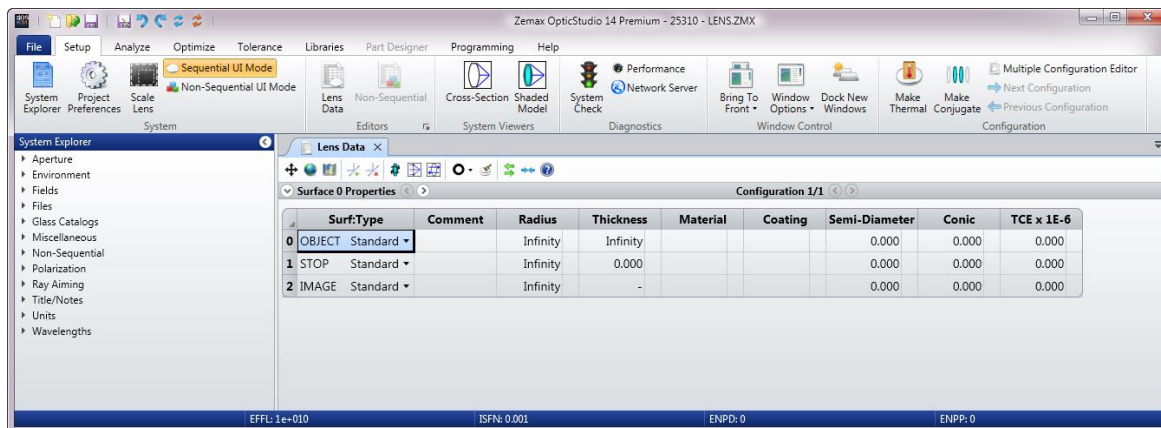 Zemax OpticStudio 14 Premium - 25310 - LENS.ZMX
File Setup Analyze Optimize Tolerance Libraries Part Designer Programming Help
System Explorer
Project Preferences
Scale Lens
Sequential UI Mode
Non-Sequential UI Mode
System
Lens Data
Non-Sequential
Editors
Cross-Section
Shaded Model
System Viewers
System Check
Performance
Network Server
Diagnostics
Bring To Front
Window Options
Dock New Windows
Window Control
Make Thermal
Make Conjugate
Multiple Configuration Editor
Next Configuration
Previous Configuration
Configuration
System Explorer
Aperture
Environment
Fields
Files
Glass Catalogs
Miscellaneous
Non-Sequential
Polarization
Ray Aiming
Title/Notes
Units
Wavelengths
Lens Data X
Surface 0 Properties Configuration 1/1
Surf:Type Comment Radius Thickness Material Coating Semi-Diameter Conic TCE x 1E-6
0 OBJECT Standard Infinity Infinity 0.000 0.000 0.000
1 STOP Standard Infinity 0.000 0.000 0.000 0.000
2 IMAGE Standard Infinity - 0.000 0.000 0.000
EFFL: 1e+010 ISFN: 0.001 ENPD: 0 ENPP: 0